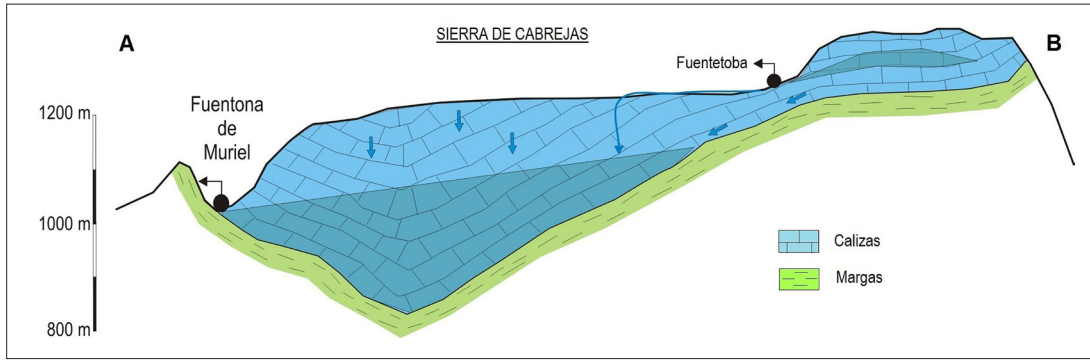 SIERRA DE CABREJAS
A
B
Fuentetoba
Fuentona
de
Muriel
1200 m
1000 m
800 m
Calizas
Margas